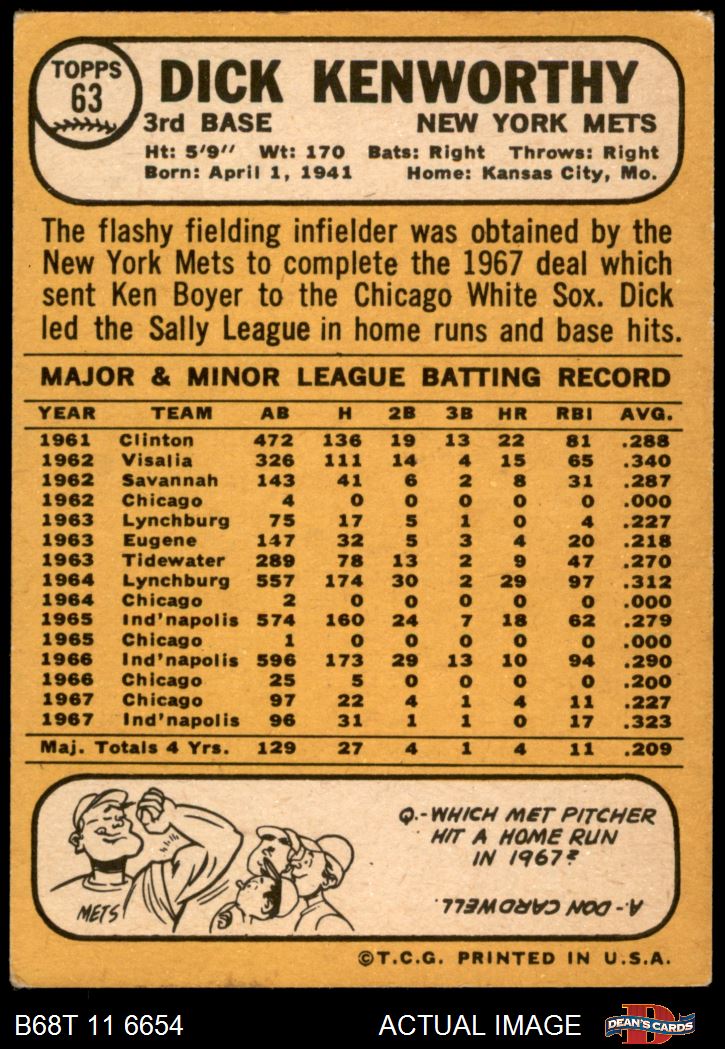 TOPPS
63
DICK KENWORTHY
3rd BASE NEW YORK METS
Ht: 5'9" Wt: 170 Bats: Right Throws: Right
Born: April 1, 1941 Home: Kansas City, Mo.
The flashy fielding infielder was obtained by the
New York Mets to complete the 1967 deal which
sent Ken Boyer to the Chicago White Sox. Dick
led the Sally League in home runs and base hits.
MAJOR & MINOR LEAGUE BATTING RECORD
YEAR TEAM AB H 2B 3B HR RBI AVG.
1961 Clinton 472 136 19 13 22 81 .288
1962 Visalia 326 111 14 4 15 65 .340
1962 Savannah 143 41 6 2 8 31 .287
1962 Chicago 4 0 0 0 0 0 .000
1963 Lynchburg 75 17 5 1 0 4 .227
1963 Eugene 147 32 5 3 4 20 .218
1963 Tidewater 289 78 13 2 9 47 .270
1964 Lynchburg 557 174 30 2 29 97 .312
1964 Chicago 2 0 0 0 0 0 .000
1965 Ind'napolis 574 160 24 7 18 62 .279
1965 Chicago 1 0 0 0 0 0 .000
1966 Ind'napolis 596 173 29 13 10 94 .290
1966 Chicago 25 5 0 0 0 0 .200
1967 Chicago 97 22 4 1 4 11 .227
1967 Ind'napolis 96 31 1 1 0 17 .323
Maj. Totals 4 Yrs. 129 27 4 1 4 11 .209
Q.-WHICH MET PITCHER
HIT A HOME RUN
IN 1967?
A.-DON CARDWELL
METS
©T.C.G. PRINTED IN U.S.A.
B68T 11 6654 ACTUAL IMAGE
D
DEAN'S CARDS